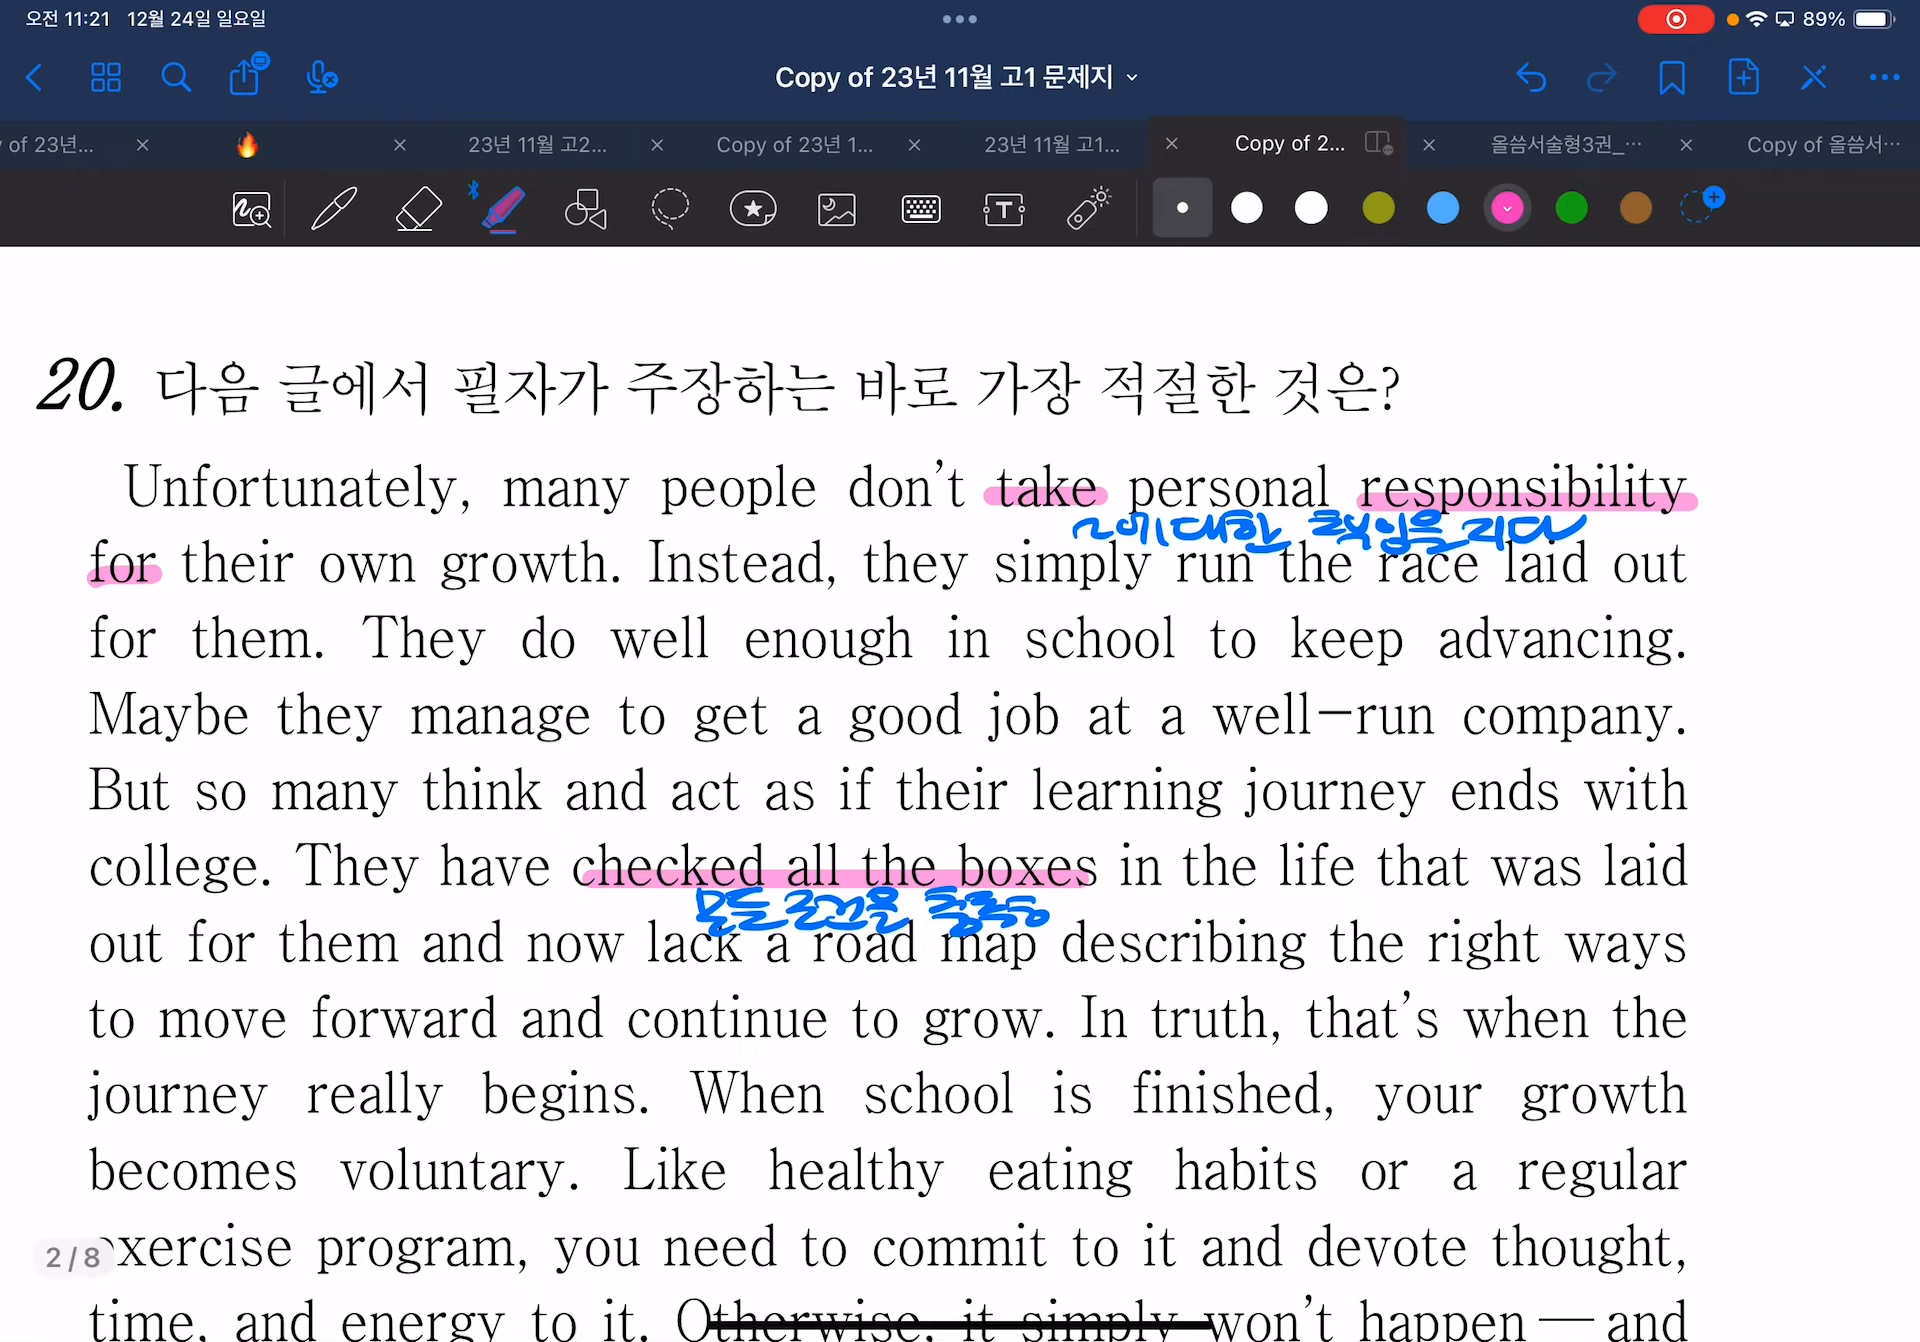 오전 11:21 12월 24일 일요일
89%
Copy of 23년 11월 고1 문제지
of 23년...
23년 11월 고2...
Copy of 23년 1...
23년 11월 고1...
Copy of 2...
올씀서술형3권_...
Copy of 올씀서...
20. 다음 글에서 필자가 주장하는 바로 가장 적절한 것은?
Unfortunately, many people don't take personal responsibility
~에 대한 책임을 지다
for their own growth. Instead, they simply run the race laid out
for them. They do well enough in school to keep advancing.
Maybe they manage to get a good job at a well-run company.
But so many think and act as if their learning journey ends with
college. They have checked all the boxes in the life that was laid
모든 조건을 충족중
out for them and now lack a road map describing the right ways
to move forward and continue to grow. In truth, that's when the
journey really begins. When school is finished, your growth
becomes voluntary. Like healthy eating habits or a regular
exercise program, you need to commit to it and devote thought,
2/8
time, and energy to it. Otherwise, it simply won't happen — and